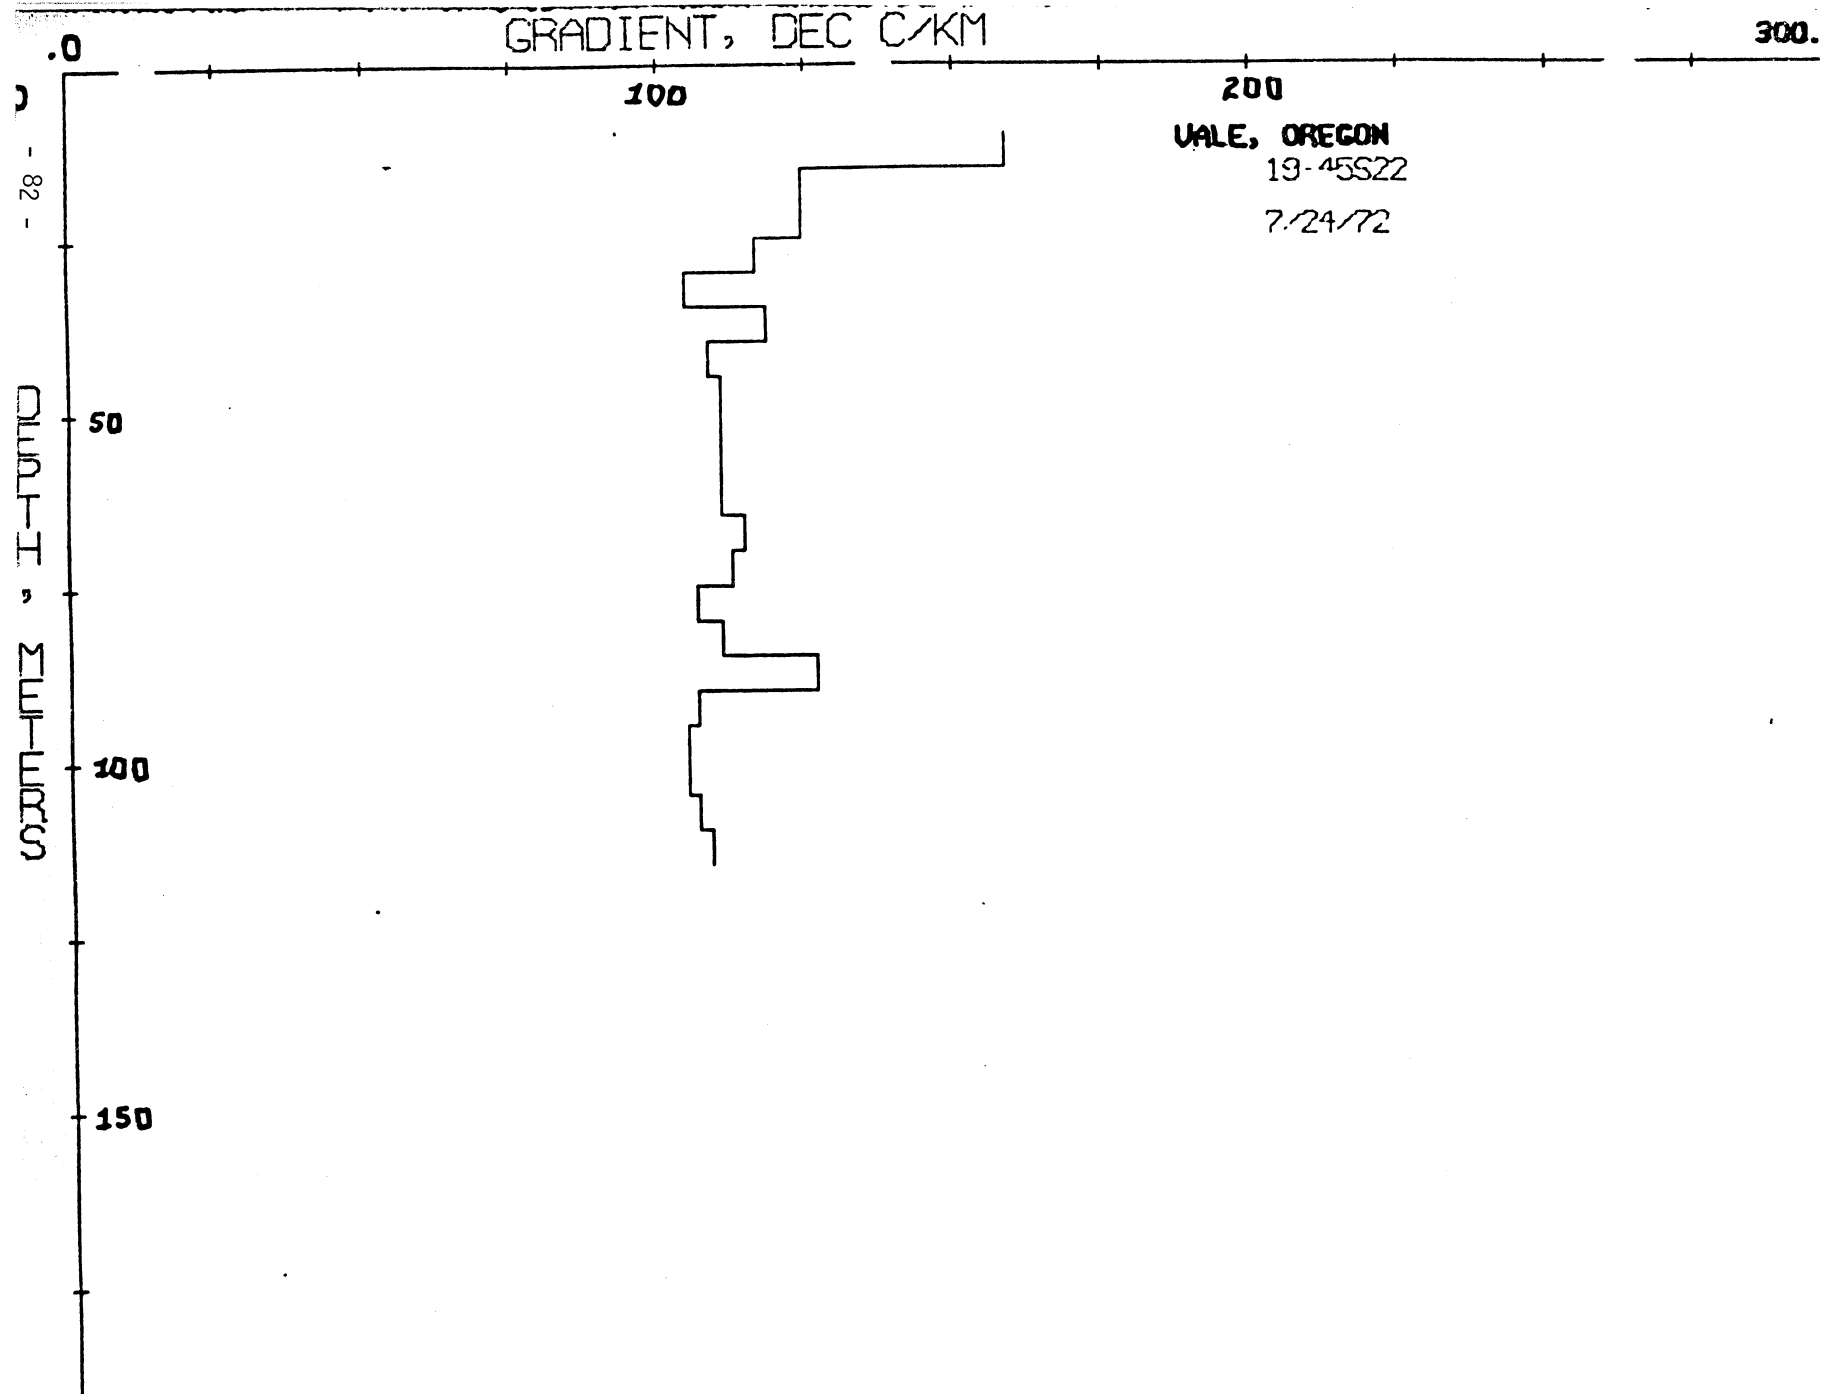 GRADIENT, DEC C/KM
.0
300.
100
200
VALE, OREGON
19-45S22
7/24/72
- 82 -
50
DEPTH, METERS
100
150